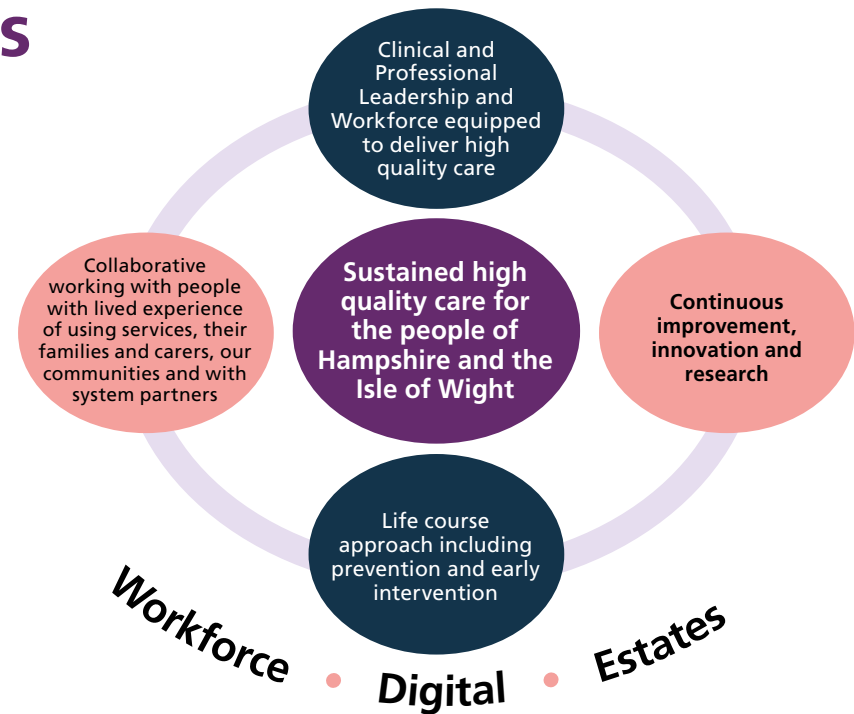 s
Clinical and
Professional
Leadership and
Workforce equipped
to deliver high
quality care
Collaborative
working with people
with lived experience
of using services, their
families and carers, our
communities and with
system partners
Sustained high
quality care for
the people of
Hampshire and the
Isle of Wight
Continuous
improvement,
innovation and
research
Life course
approach including
prevention and early
intervention
Workforce • Digital • Estates